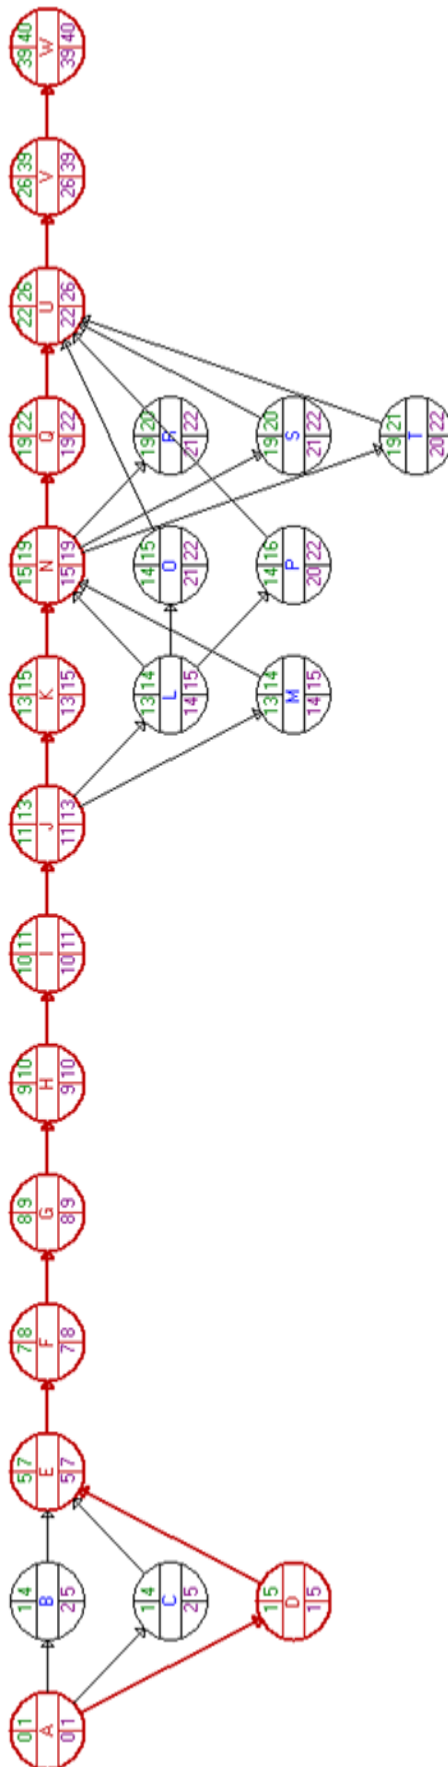 0 1
A
0 1
1 4
B
2 5
1 4
C
2 5
1 5
D
1 5
5 7
E
5 7
7 8
F
7 8
8 9
G
8 9
9 10
H
9 10
10 11
I
10 11
11 13
J
11 13
13 15
K
13 15
13 14
L
14 15
13 14
M
14 15
15 19
N
15 19
14 15
O
21 22
14 16
P
20 22
19 22
Q
19 22
19 20
R
21 22
19 20
S
21 22
19 21
T
20 22
22 26
U
22 26
26 39
V
26 39
39 40
W
39 40